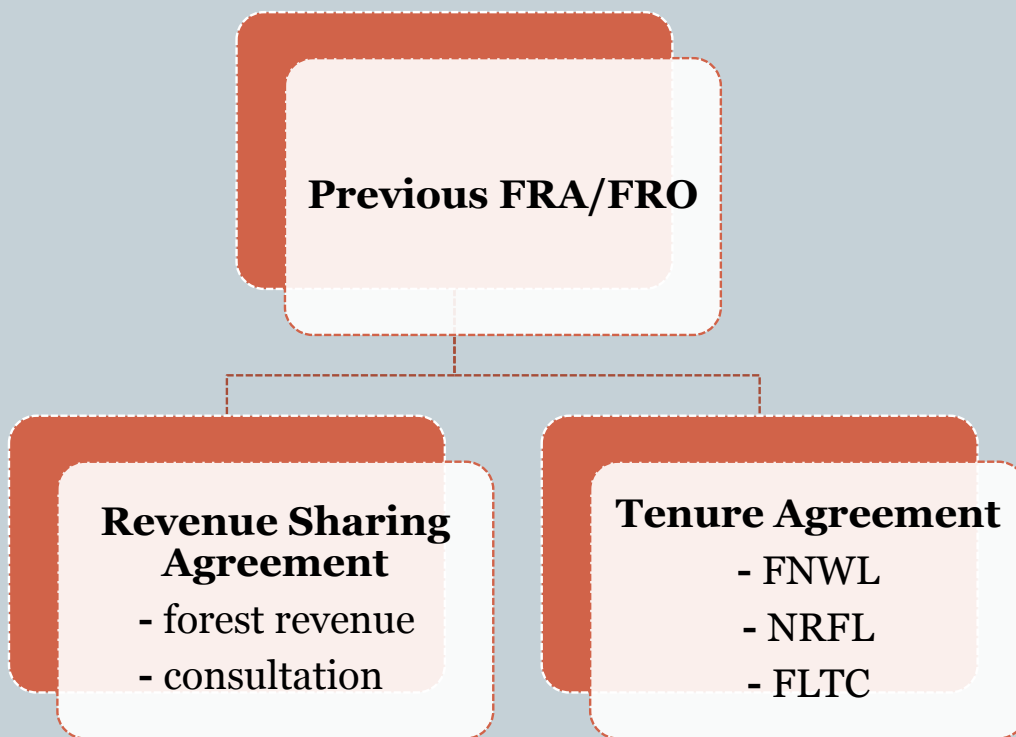 Previous FRA/FRO
Revenue Sharing
Agreement
- forest revenue
- consultation
Tenure Agreement
- FNWL
- NRFL
- FLTC